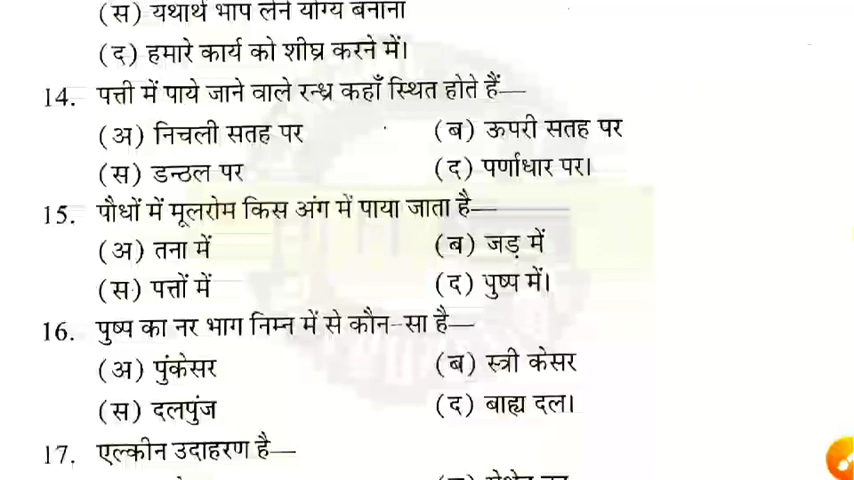 (स) यथार्थ भाप लेने योग्य बनाना
(द) हमारे कार्य को शीघ्र करने में।
14. पत्ती में पाये जाने वाले रन्ध्र कहाँ स्थित होते हैं—
(अ) निचली सतह पर (ब) ऊपरी सतह पर
(स) डन्ठल पर (द) पर्णाधार पर।
15. पौधों में मूलरोम किस अंग में पाया जाता है—
(अ) तना में (ब) जड़ में
(स) पत्तों में (द) पुष्प में।
16. पुष्प का नर भाग निम्न में से कौन-सा है—
(अ) पुंकेसर (ब) स्त्री केसर
(स) दलपुंज (द) बाह्य दल।
17. एल्कीन उदाहरण है—